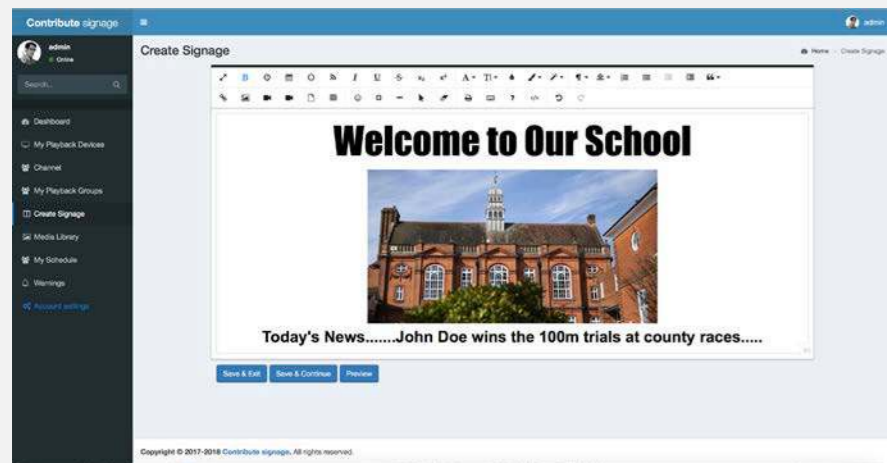 Contribute signage
admin
admin
Online
Create Signage
Home
Create Signage
Search...
Dashboard
My Playback Devices
Channel
My Playback Groups
Create Signage
Media Library
My Schedule
Warnings
Account settings
Welcome to Our School
Today's News.......John Doe wins the 100m trials at county races.....
Save & Exit
Save & Continue
Preview
Copyright © 2017-2018 Contribute signage. All rights reserved.